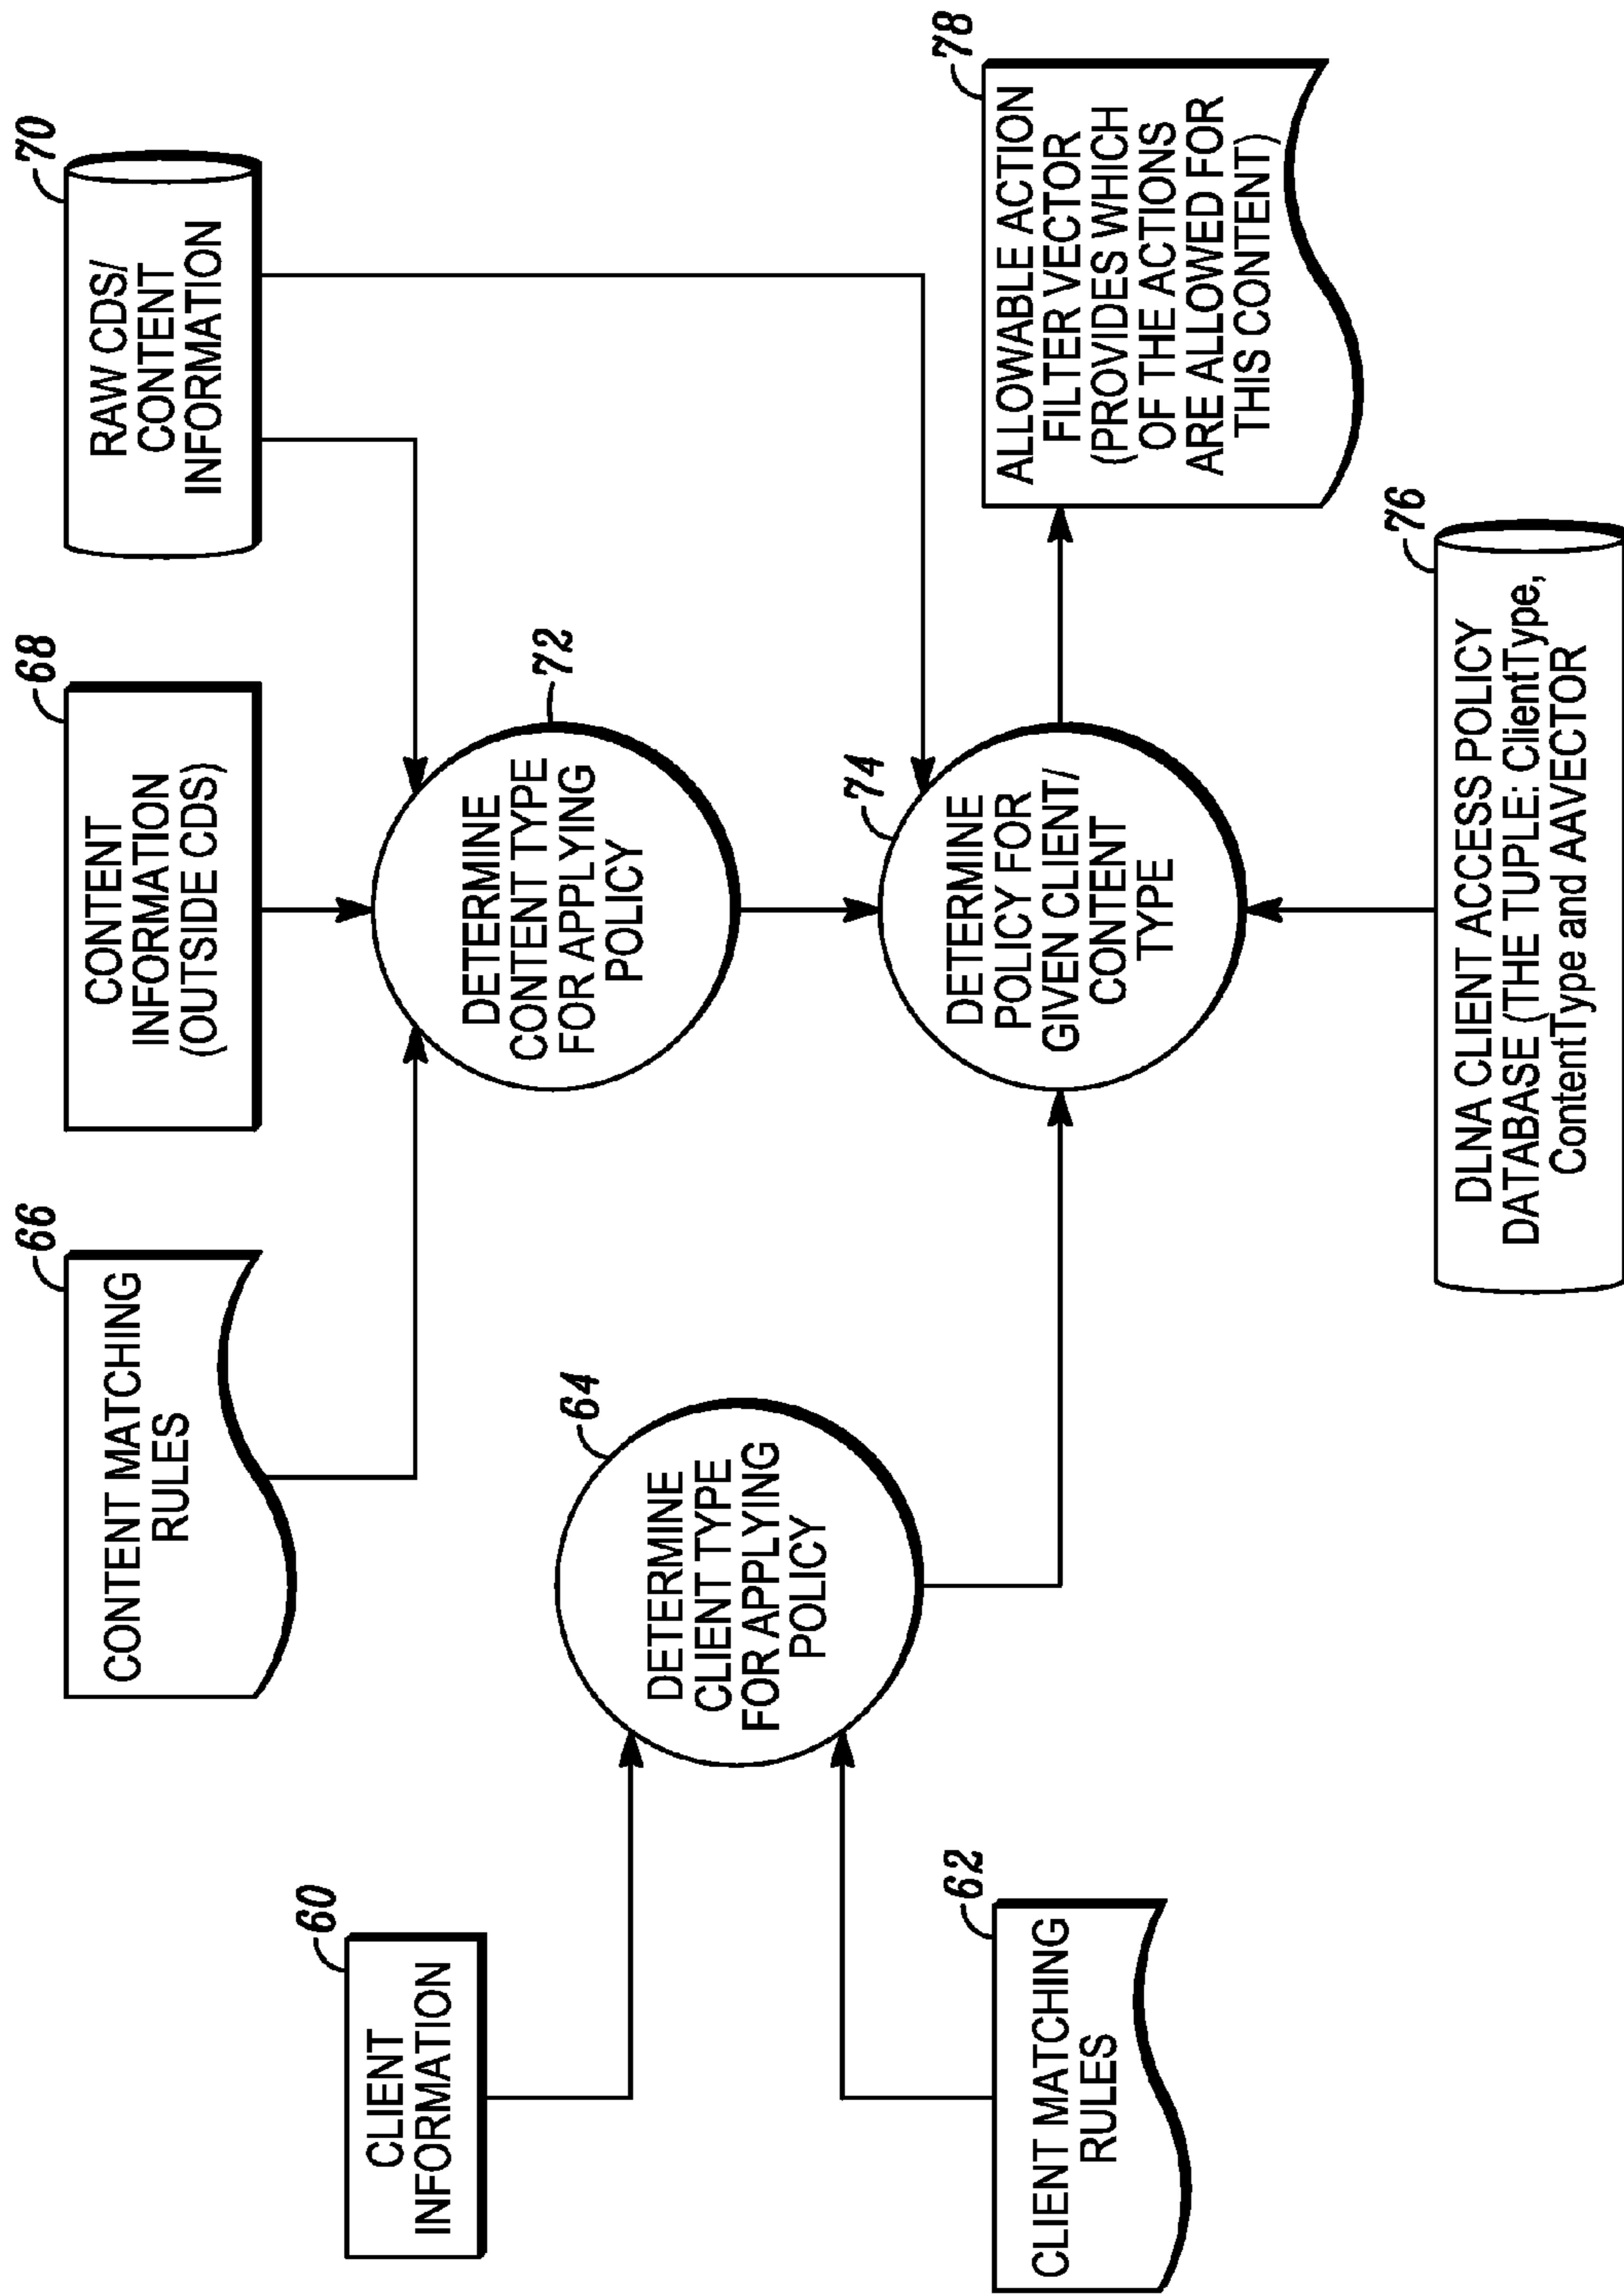 60
CLIENT
INFORMATION
62
CLIENT MATCHING
RULES
64
DETERMINE
CLIENT TYPE
FOR APPLYING
POLICY
66
CONTENT MATCHING
RULES
68
CONTENT
INFORMATION
(OUTSIDE CDS)
70
RAW CDS/
CONTENT
INFORMATION
72
DETERMINE
CONTENT TYPE
FOR APPLYING
POLICY
74
DETERMINE
POLICY FOR
GIVEN CLIENT/
CONTENT
TYPE
76
DLNA CLIENT ACCESS POLICY
DATABASE (THE TUPLE: ClientType,
ContentType and AAVECTOR
78
ALLOWABLE ACTION
FILTER VECTOR
(PROVIDES WHICH
OF THE ACTIONS
ARE ALLOWED FOR
THIS CONTENT)